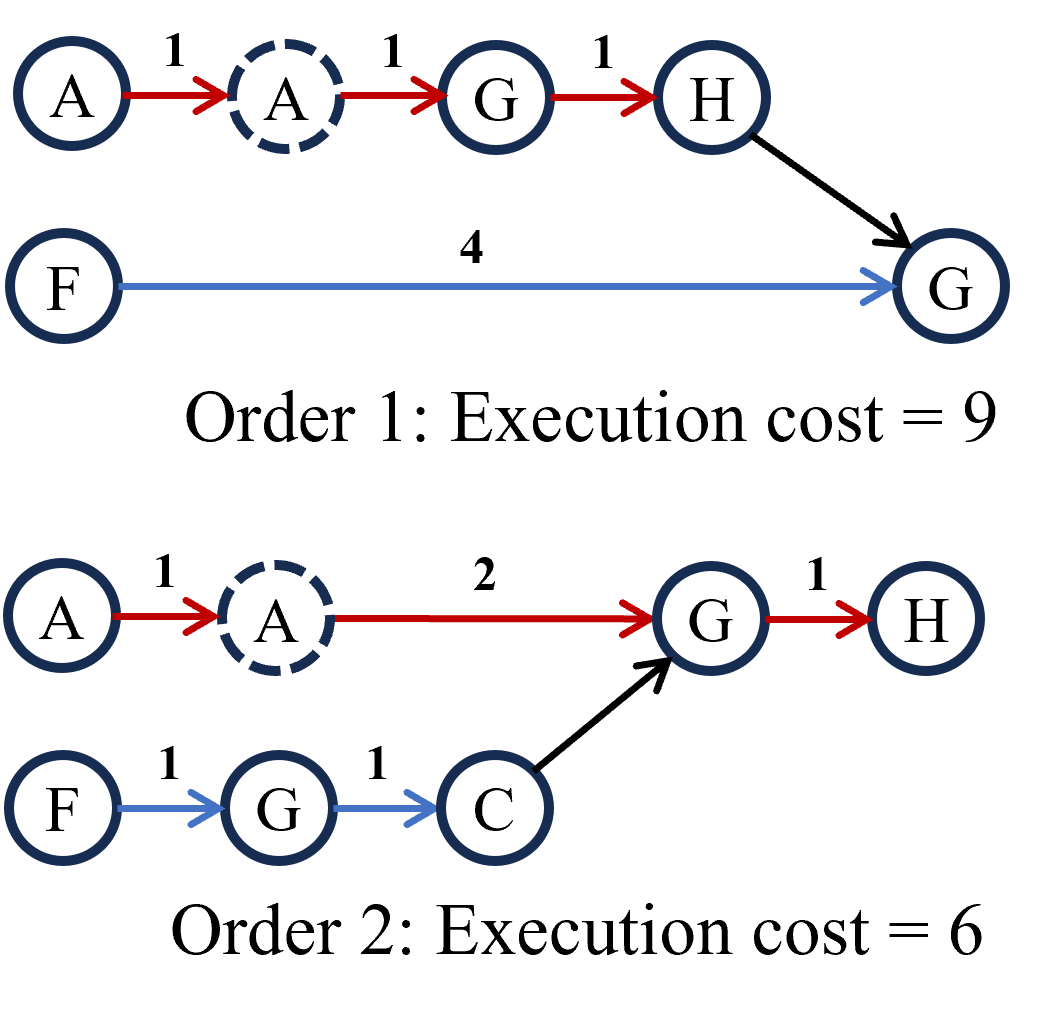 1 1 1
A A G H
4
F G
Order 1: Execution cost = 9
1 2 1
A A G H
1 1
F G C
Order 2: Execution cost = 6